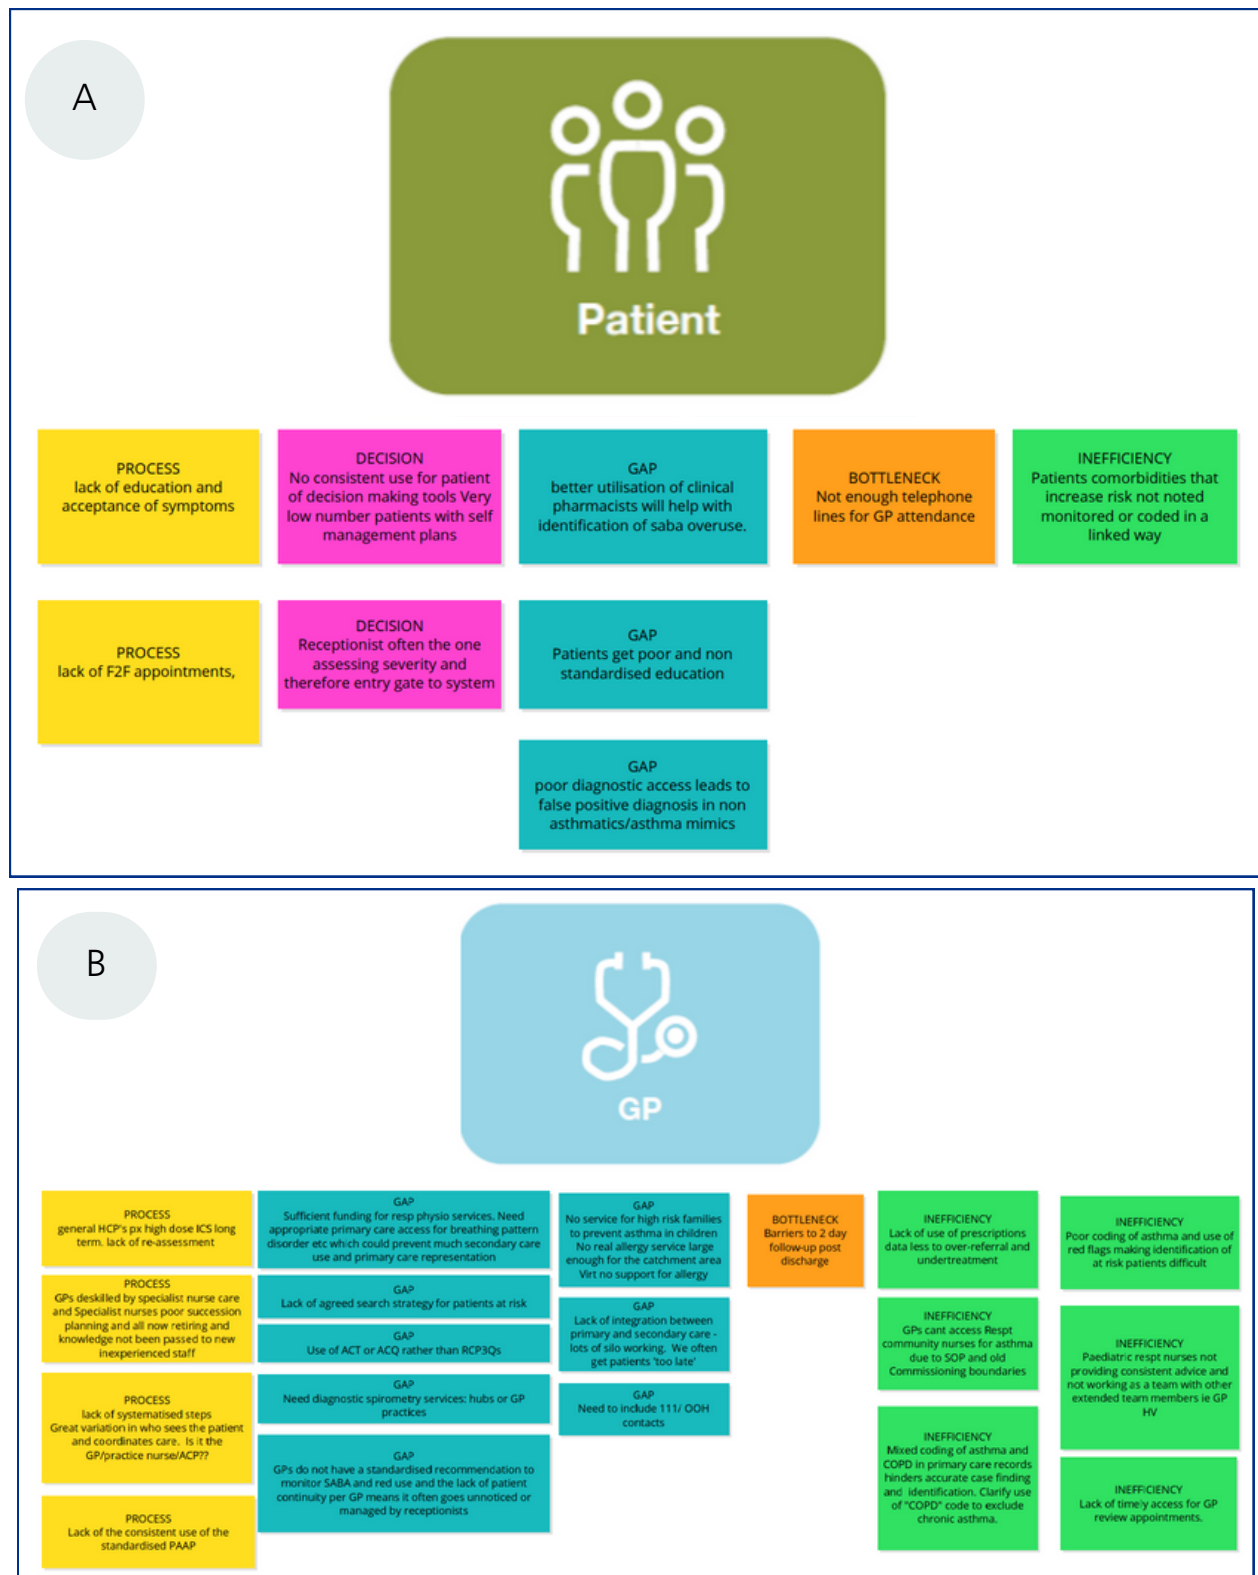 A
Patient
PROCESS
lack of education and
acceptance of symptoms
DECISION
No consistent use for patient
of decision making tools Very
low number patients with self
management plans
GAP
better utilisation of clinical
pharmacists will help with
identification of saba overuse.
BOTTLENECK
Not enough telephone
lines for GP attendance
INEFFICIENCY
Patients comorbidities that
increase risk not noted
monitored or coded in a
linked way
PROCESS
lack of F2F appointments,
DECISION
Receptionist often the one
assessing severity and
therefore entry gate to system
GAP
Patients get poor and non
standardised education
GAP
poor diagnostic access leads to
false positive diagnosis in non
asthmatics/asthma mimics
B
GP
PROCESS
general HCP's px high dose ICS long
term. lack of re-assessment
PROCESS
GPs deskilled by specialist nurse care
and Specialist nurses poor succession
planning and all now retiring and
knowledge not been passed to new
inexperienced staff
PROCESS
lack of systematised steps
Great variation in who sees the patient
and coordinates care. Is it the
GP/practice nurse/ACP??
PROCESS
Lack of the consistent use of the
standardised PAAP
GAP
Sufficient funding for resp physio services. Need
appropriate primary care access for breathing pattern
disorder etc which could prevent much secondary care
use and primary care representation
GAP
Lack of agreed search strategy for patients at risk
GAP
Use of ACT or ACQ rather than RCP3Qs
GAP
Need diagnostic spirometry services: hubs or GP
practices
GAP
GPs do not have a standardised recommendation to
monitor SABA and red use and the lack of patient
continuity per GP means it often goes unnoticed or
managed by receptionists
GAP
No service for high risk families
to prevent asthma in children
No real allergy service large
enough for the catchment area
Virt no support for allergy
GAP
Lack of integration between
primary and secondary care -
lots of silo working. We often
get patients 'too late'
GAP
Need to include 111/ OOH
contacts
BOTTLENECK
Barriers to 2 day
follow-up post
discharge
INEFFICIENCY
Lack of use of prescriptions
data less to over-referral and
undertreatment
INEFFICIENCY
GPs cant access Respt
community nurses for asthma
due to SOP and old
Commissioning boundaries
INEFFICIENCY
Mixed coding of asthma and
COPD in primary care records
hinders accurate case finding
and identification. Clarify use
of "COPD" code to exclude
chronic asthma.
INEFFICIENCY
Poor coding of asthma and use of
red flags making identification of
at risk patients difficult
INEFFICIENCY
Paediatric respt nurses not
providing consistent advice and
not working as a team with other
extended team members ie GP
HV
INEFFICIENCY
Lack of timely access for GP
review appointments.